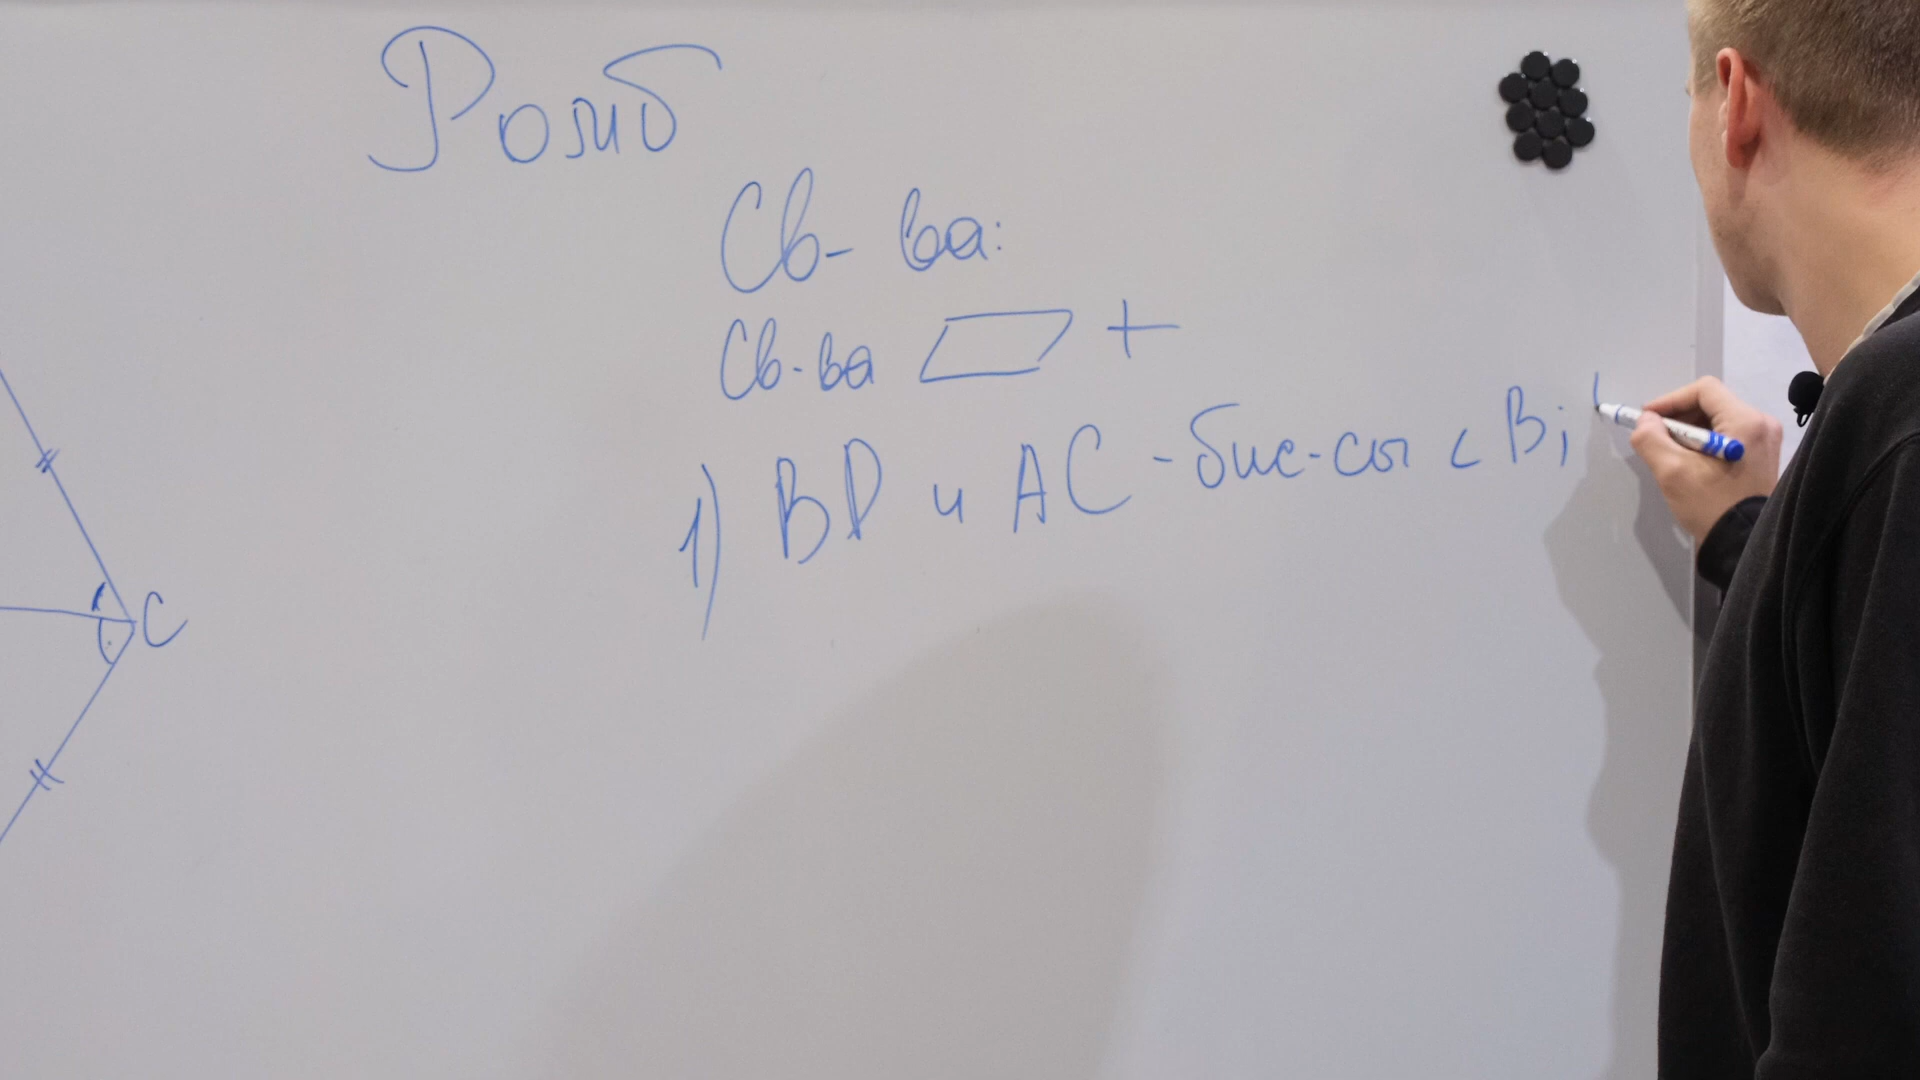 Ромб
Св-ва:
Св-ва ▱ +
1) BD и AC - бис-сы < B;
C